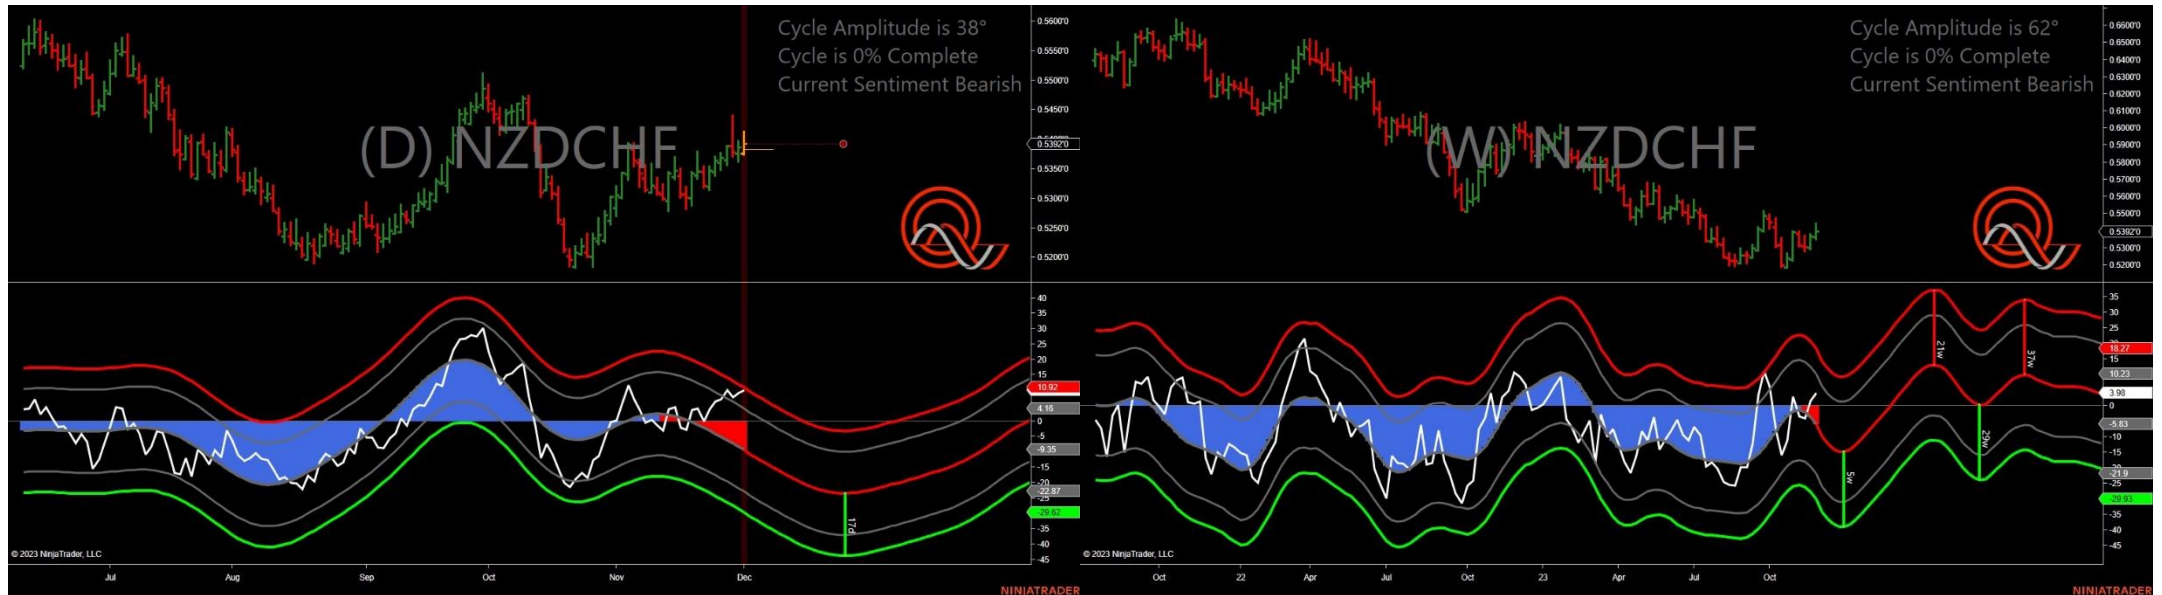 Cycle Amplitude is 38°
Cycle is 0% Complete
Current Sentiment Bearish
(D) NZDCHF
0.5600'0
0.5550'0
0.5500'0
0.5450'0
0.5392'0
0.5350'0
0.5300'0
0.5250'0
0.5200'0
40
35
30
25
20
15
10.92
4.16
0
-5
-9.35
-15
-20
-22.87
-25
-29.62
-35
-40
-45
17d
© 2023 NinjaTrader, LLC
Jul
Aug
Sep
Oct
Nov
Dec
NINJATRADER
Cycle Amplitude is 62°
Cycle is 0% Complete
Current Sentiment Bearish
(W) NZDCHF
0.6600'0
0.6500'0
0.6400'0
0.6300'0
0.6200'0
0.6100'0
0.6000'0
0.5900'0
0.5800'0
0.5700'0
0.5600'0
0.5500'0
0.5392'0
0.5300'0
0.5200'0
35
30
25
18.27
15
10.23
3.98
0
-5.83
-10
-15
-21.9
-29.93
-35
-40
-45
5w
21w
29w
37w
© 2023 NinjaTrader, LLC
Oct
22
Apr
Jul
Oct
23
Apr
Jul
Oct
NINJATRADER